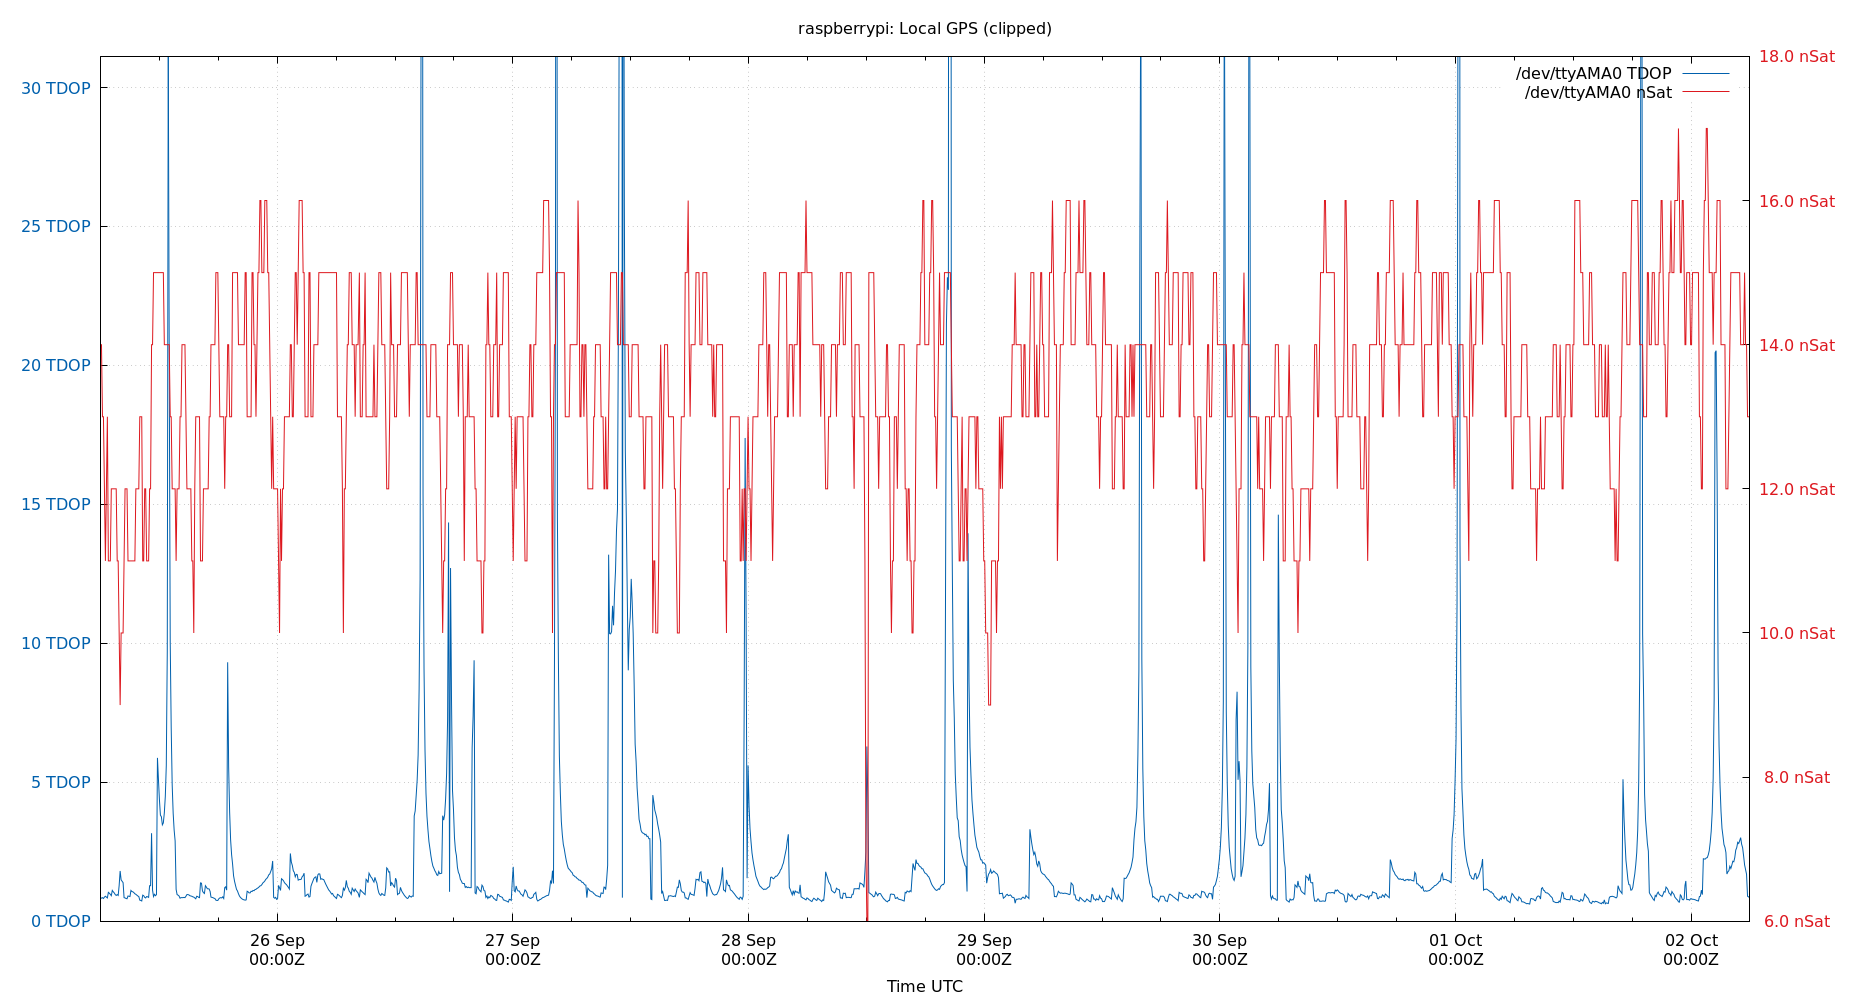 raspberrypi: Local GPS (clipped)
/dev/ttyAMA0 TDOP
/dev/ttyAMA0 nSat
30 TDOP
25 TDOP
20 TDOP
15 TDOP
10 TDOP
5 TDOP
0 TDOP
18.0 nSat
16.0 nSat
14.0 nSat
12.0 nSat
10.0 nSat
8.0 nSat
6.0 nSat
26 Sep 27 Sep 28 Sep 29 Sep 30 Sep 01 Oct 02 Oct
00:00Z 00:00Z 00:00Z 00:00Z 00:00Z 00:00Z 00:00Z
Time UTC